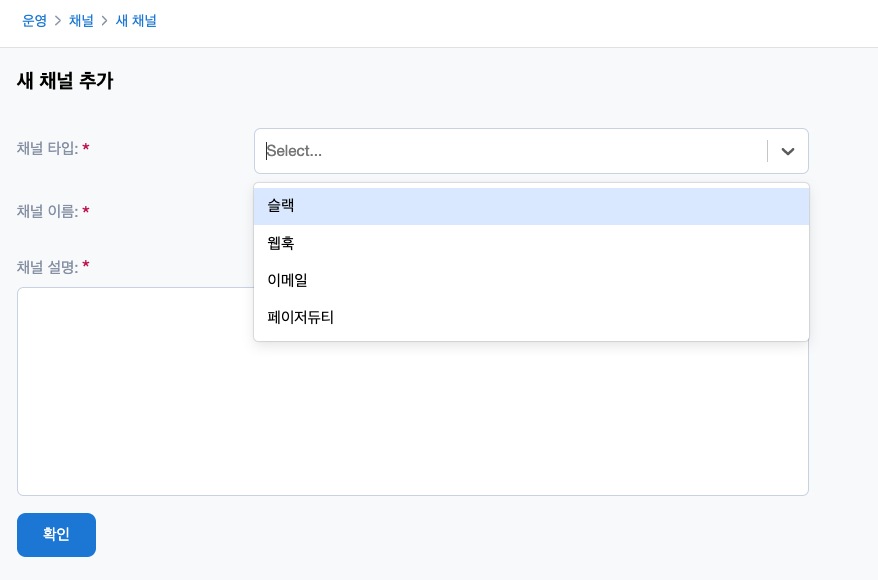 운영 > 채널 > 새 채널
새 채널 추가
채널 타입: *
Select...
채널 이름: *
슬랙
웹훅
이메일
페이저듀티
채널 설명: *
확인